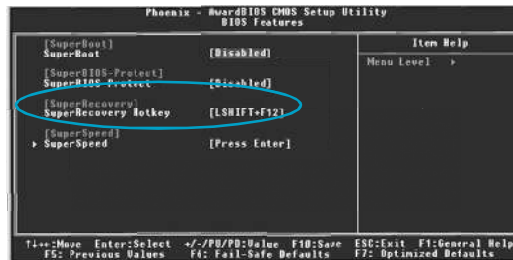 Phoenix - AwardBIOS CMOS Setup Utility
BIOS Features
[SuperBoot]
SuperBoot [Disabled]
[SuperBIOS-Protect]
SuperBIOS-Protect [Disabled]
[SuperRecovery]
SuperRecovery Hotkey [LSHIFT+F12]
[SuperSpeed]
▸ SuperSpeed [Press Enter]
Item Help
Menu Level ▸
↑↓→←:Move Enter:Select +/-/PU/PD:Value F10:Save ESC:Exit F1:General Help
F5: Previous Values F6: Fail-Safe Defaults F7: Optimized Defaults